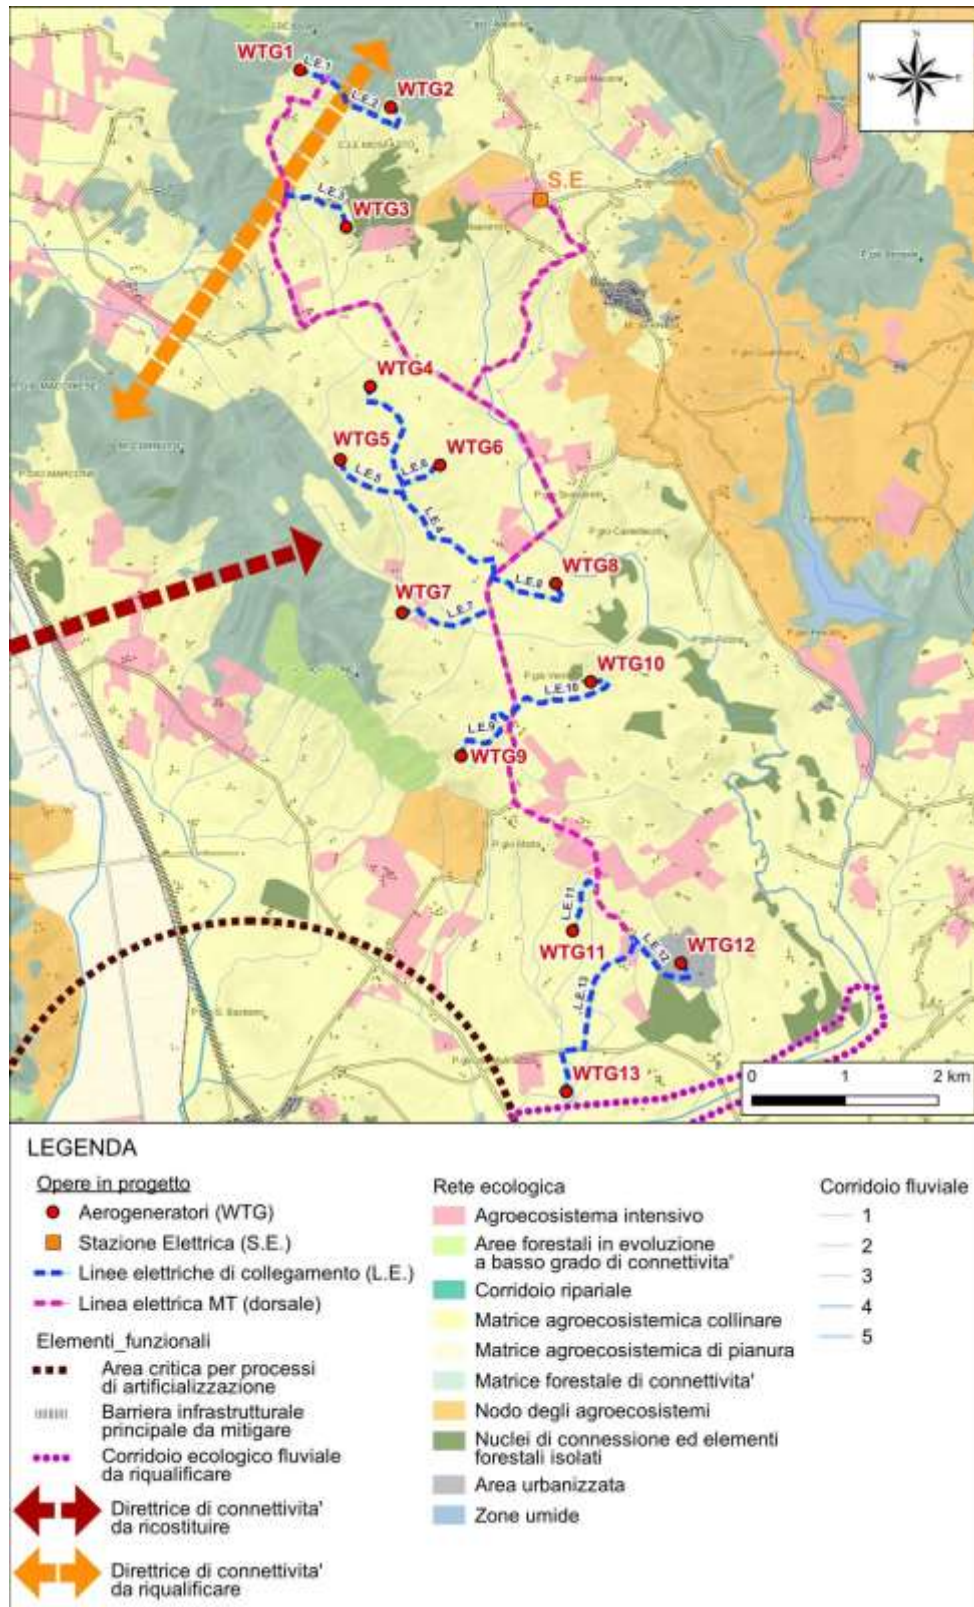 WTG1
L.E.1
N
W
E
S
L.E.2
WTG2
L.E.3
S.E.
WTG3
WTG4
WTG5
WTG6
L.E.5
L.E.6
L.E.4
WTG8
WTG7
L.E.7
WTG10
L.E.10
L.E.9
WTG9
L.E.11
WTG11
L.E.12
WTG12
L.E.13
WTG13
0 1 2 km
LEGENDA
Opere in progetto
Aerogeneratori (WTG)
Stazione Elettrica (S.E.)
Linee elettriche di collegamento (L.E.)
Linea elettrica MT (dorsale)
Elementi_funzionali
Area critica per processi
di artificializzazione
Barriera infrastrutturale
principale da mitigare
Corridoio ecologico fluviale
da riqualificare
Direttrice di connettivita'
da ricostituire
Direttrice di connettivita'
da riqualificare
Rete ecologica
Agroecosistema intensivo
Aree forestali in evoluzione
a basso grado di connettivita'
Corridoio ripariale
Matrice agroecosistemica collinare
Matrice agroecosistemica di pianura
Matrice forestale di connettivita'
Nodo degli agroecosistemi
Nuclei di connessione ed elementi
forestali isolati
Area urbanizzata
Zone umide
Corridoio fluviale
1
2
3
4
5